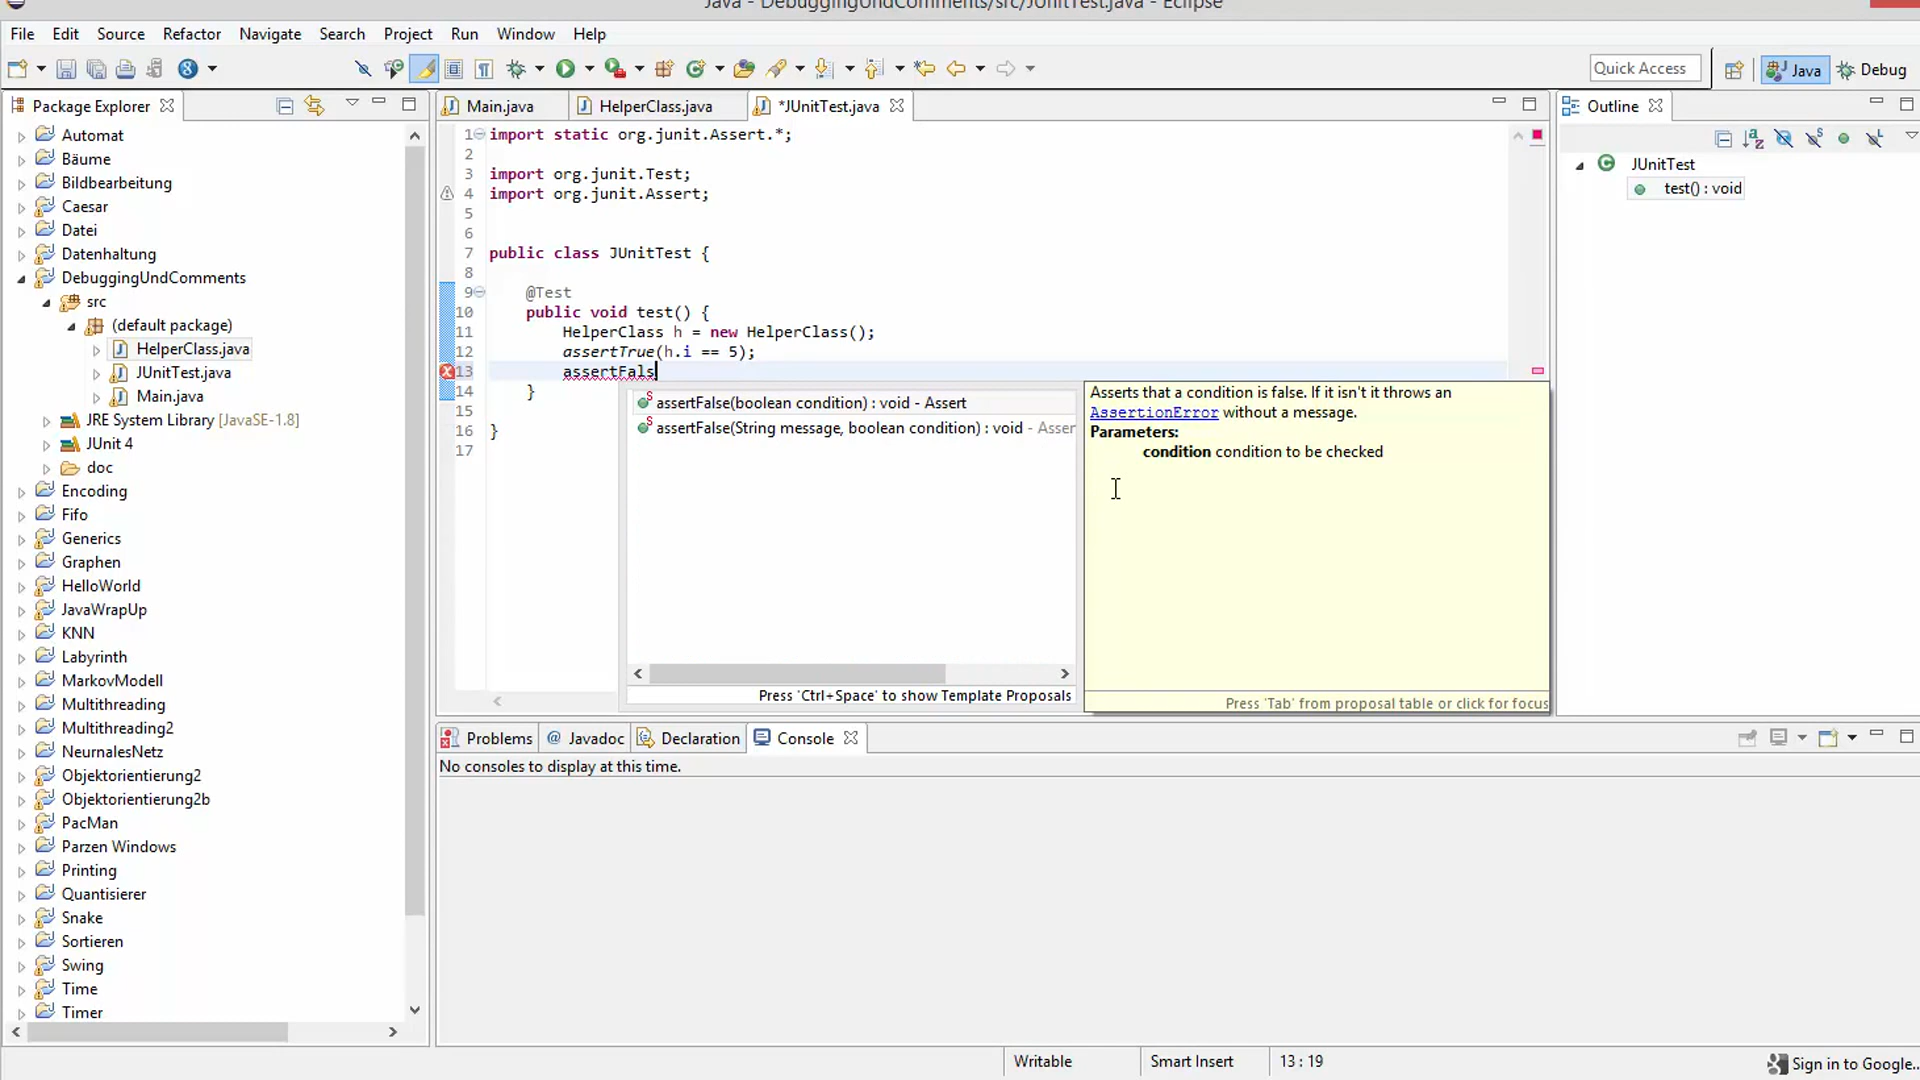 Java - DebuggingUndComments/src/JUnitTest.java - Eclipse
File Edit Source Refactor Navigate Search Project Run Window Help
Quick Access
Java
Debug
Package Explorer
Automat
Bäume
Bildbearbeitung
Caesar
Datei
Datenhaltung
DebuggingUndComments
src
(default package)
HelperClass.java
JUnitTest.java
Main.java
JRE System Library [JavaSE-1.8]
JUnit 4
doc
Encoding
Fifo
Generics
Graphen
HelloWorld
JavaWrapUp
KNN
Labyrinth
MarkovModell
Multithreading
Multithreading2
NeurnalesNetz
Objektorientierung2
Objektorientierung2b
PacMan
Parzen Windows
Printing
Quantisierer
Snake
Sortieren
Swing
Time
Timer
Main.java
HelperClass.java
*JUnitTest.java
1 import static org.junit.Assert.*;
2
3 import org.junit.Test;
4 import org.junit.Assert;
5
6
7 public class JUnitTest {
8
9 @Test
10 public void test() {
11 HelperClass h = new HelperClass();
12 assertTrue(h.i == 5);
13 assertFals
14 }
15
16 }
17
assertFalse(boolean condition) : void - Assert
assertFalse(String message, boolean condition) : void - Asser
Press 'Ctrl+Space' to show Template Proposals
Asserts that a condition is false. If it isn't it throws an
AssertionError without a message.
Parameters:
condition condition to be checked
Press 'Tab' from proposal table or click for focus
Outline
JUnitTest
test() : void
Problems
@ Javadoc
Declaration
Console
No consoles to display at this time.
Writable
Smart Insert
13 : 19
Sign in to Google...